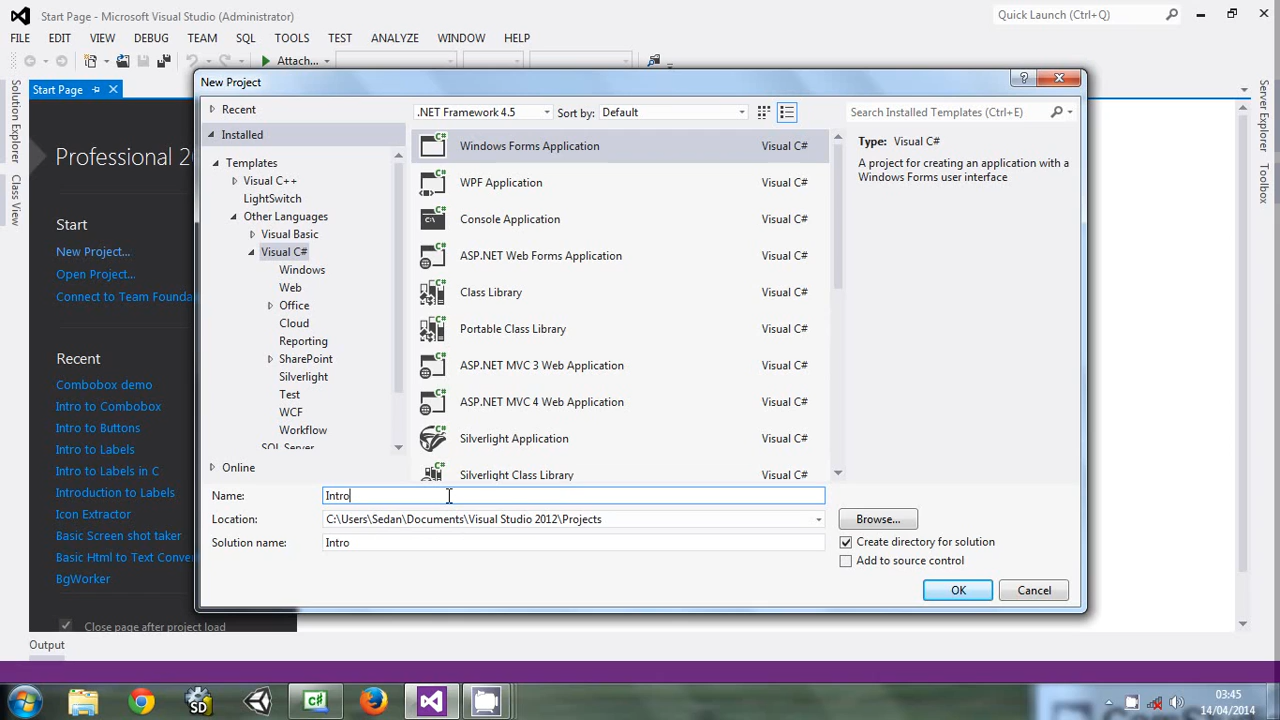 Start Page - Microsoft Visual Studio (Administrator)
Quick Launch (Ctrl+Q)
FILE EDIT VIEW DEBUG TEAM SQL TOOLS TEST ANALYZE WINDOW HELP
Attach...
Solution Explorer
Class View
Server Explorer
Toolbox
Start Page
Professional 20
Start
New Project...
Open Project...
Connect to Team Founda
Recent
Combobox demo
Intro to Combobox
Intro to Buttons
Intro to Labels
Intro to Labels in C
Introduction to Labels
Icon Extractor
Basic Screen shot taker
Basic Html to Text Conver
BgWorker
Close page after project load
New Project
?
Recent
Installed
Templates
Visual C++
LightSwitch
Other Languages
Visual Basic
Visual C#
Windows
Web
Office
Cloud
Reporting
SharePoint
Silverlight
Test
WCF
Workflow
SQL Server
Online
.NET Framework 4.5 Sort by: Default
Search Installed Templates (Ctrl+E)
Windows Forms Application Visual C#
WPF Application Visual C#
Console Application Visual C#
ASP.NET Web Forms Application Visual C#
Class Library Visual C#
Portable Class Library Visual C#
ASP.NET MVC 3 Web Application Visual C#
ASP.NET MVC 4 Web Application Visual C#
Silverlight Application Visual C#
Silverlight Class Library Visual C#
Type: Visual C#
A project for creating an application with a
Windows Forms user interface
Name: Intro
Location: C:\Users\Sedan\Documents\Visual Studio 2012\Projects
Browse...
Solution name: Intro
Create directory for solution
Add to source control
OK Cancel
Output
SD
C#
03:45
14/04/2014